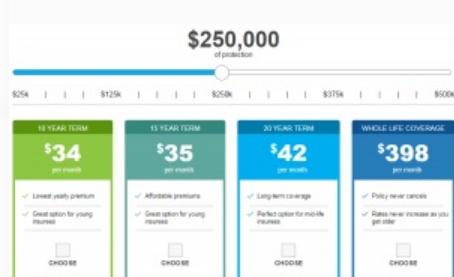 $250,000
of protection
$25k $125k $250k $375k $500k
10 YEAR TERM
$34
per month
Lowest yearly premium
Great option for young
insurees
CHOOSE
15 YEAR TERM
$35
per month
Affordable premiums
Great option for young
insurees
CHOOSE
20 YEAR TERM
$42
per month
Long-term coverage
Perfect option for mid-life
insurees
CHOOSE
WHOLE LIFE COVERAGE
$398
per month
Policy never cancels
Rates never increase as you
get older
CHOOSE